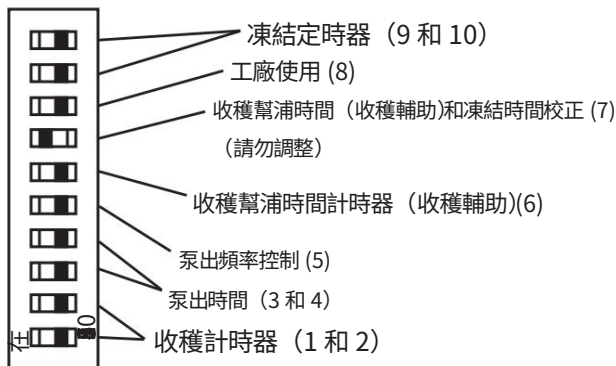 凍結定時器（9 和 10）
工廠使用 (8)
收穫幫浦時間（收穫輔助)和凍結時間校正 (7)
（請勿調整）
收穫幫浦時間計時器（收穫輔助)(6)
泵出頻率控制 (5)
泵出時間（3 和 4）
收穫計時器（1 和 2）
在